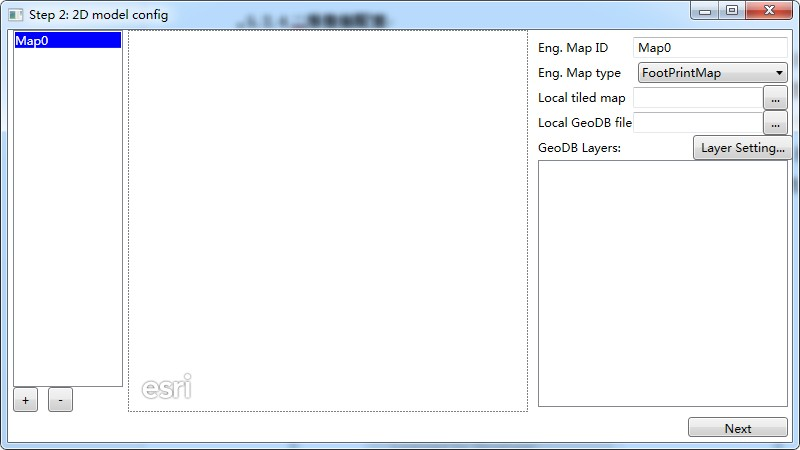 Step 2: 2D model config
Map0
Eng. Map ID Map0
Eng. Map type FootPrintMap
Local tiled map ...
Local GeoDB file ...
GeoDB Layers: Layer Setting...
esri
+ -
Next